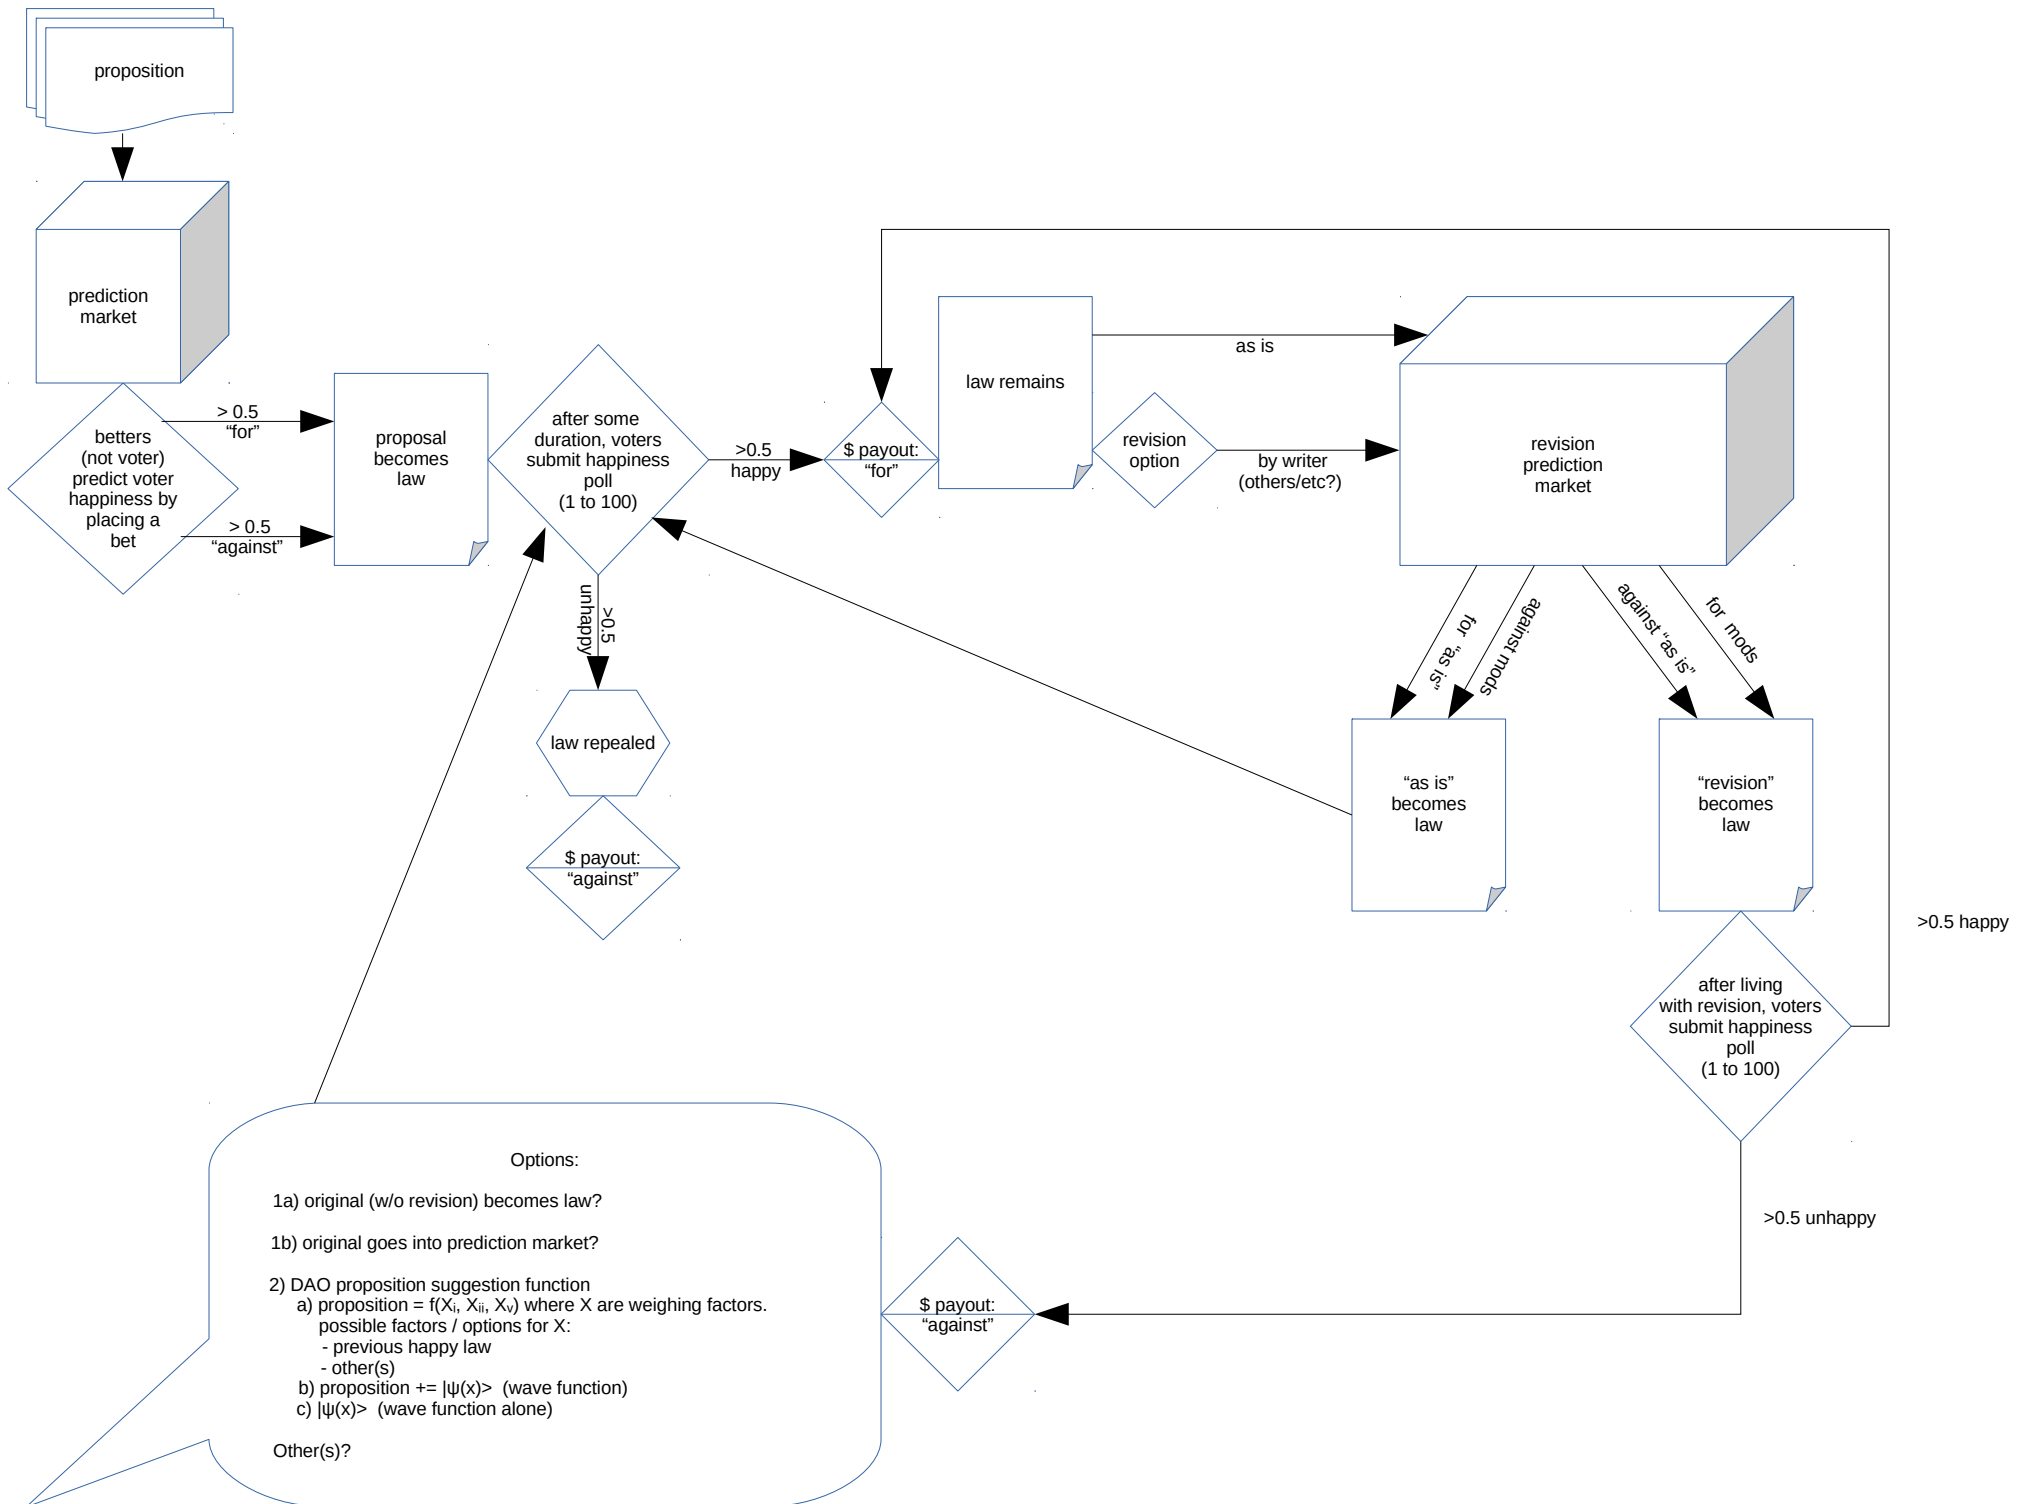 proposition
prediction
market
betters
(not voter)
predict voter
happiness by
placing a
bet
> 0.5
“for”
> 0.5
“against”
proposal
becomes
law
after some
duration, voters
submit happiness
poll
(1 to 100)
>0.5
happy
>0.5
unhappy
law repealed
$ payout:
“against”
$ payout:
“for”
law remains
as is
revision
option
by writer
(others/etc?)
revision
prediction
market
for “as is”
against mods
against “as is”
for mods
“as is”
becomes
law
“revision”
becomes
law
after living
with revision, voters
submit happiness
poll
(1 to 100)
>0.5 happy
>0.5 unhappy
$ payout:
“against”
Options:
1a) original (w/o revision) becomes law?
1b) original goes into prediction market?
2) DAO proposition suggestion function
a) proposition = f(Xᵢ, Xᵢᵢ, Xᵥ) where X are weighing factors.
possible factors / options for X:
- previous happy law
- other(s)
b) proposition += |ψ(x)> (wave function)
c) |ψ(x)> (wave function alone)
Other(s)?